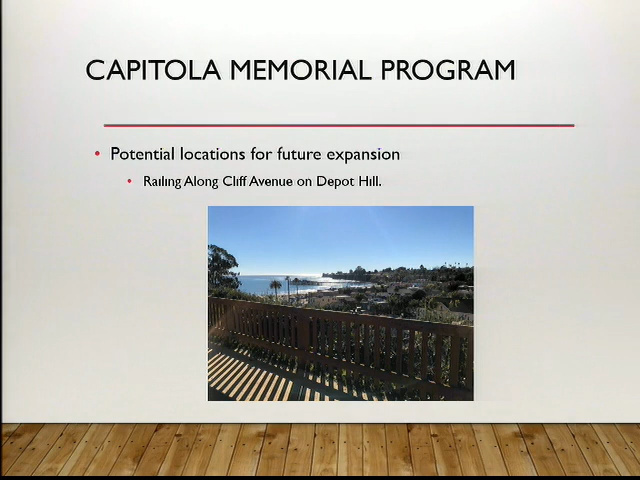 CAPITOLA MEMORIAL PROGRAM
• Potential locations for future expansion
• Railing Along Cliff Avenue on Depot Hill.